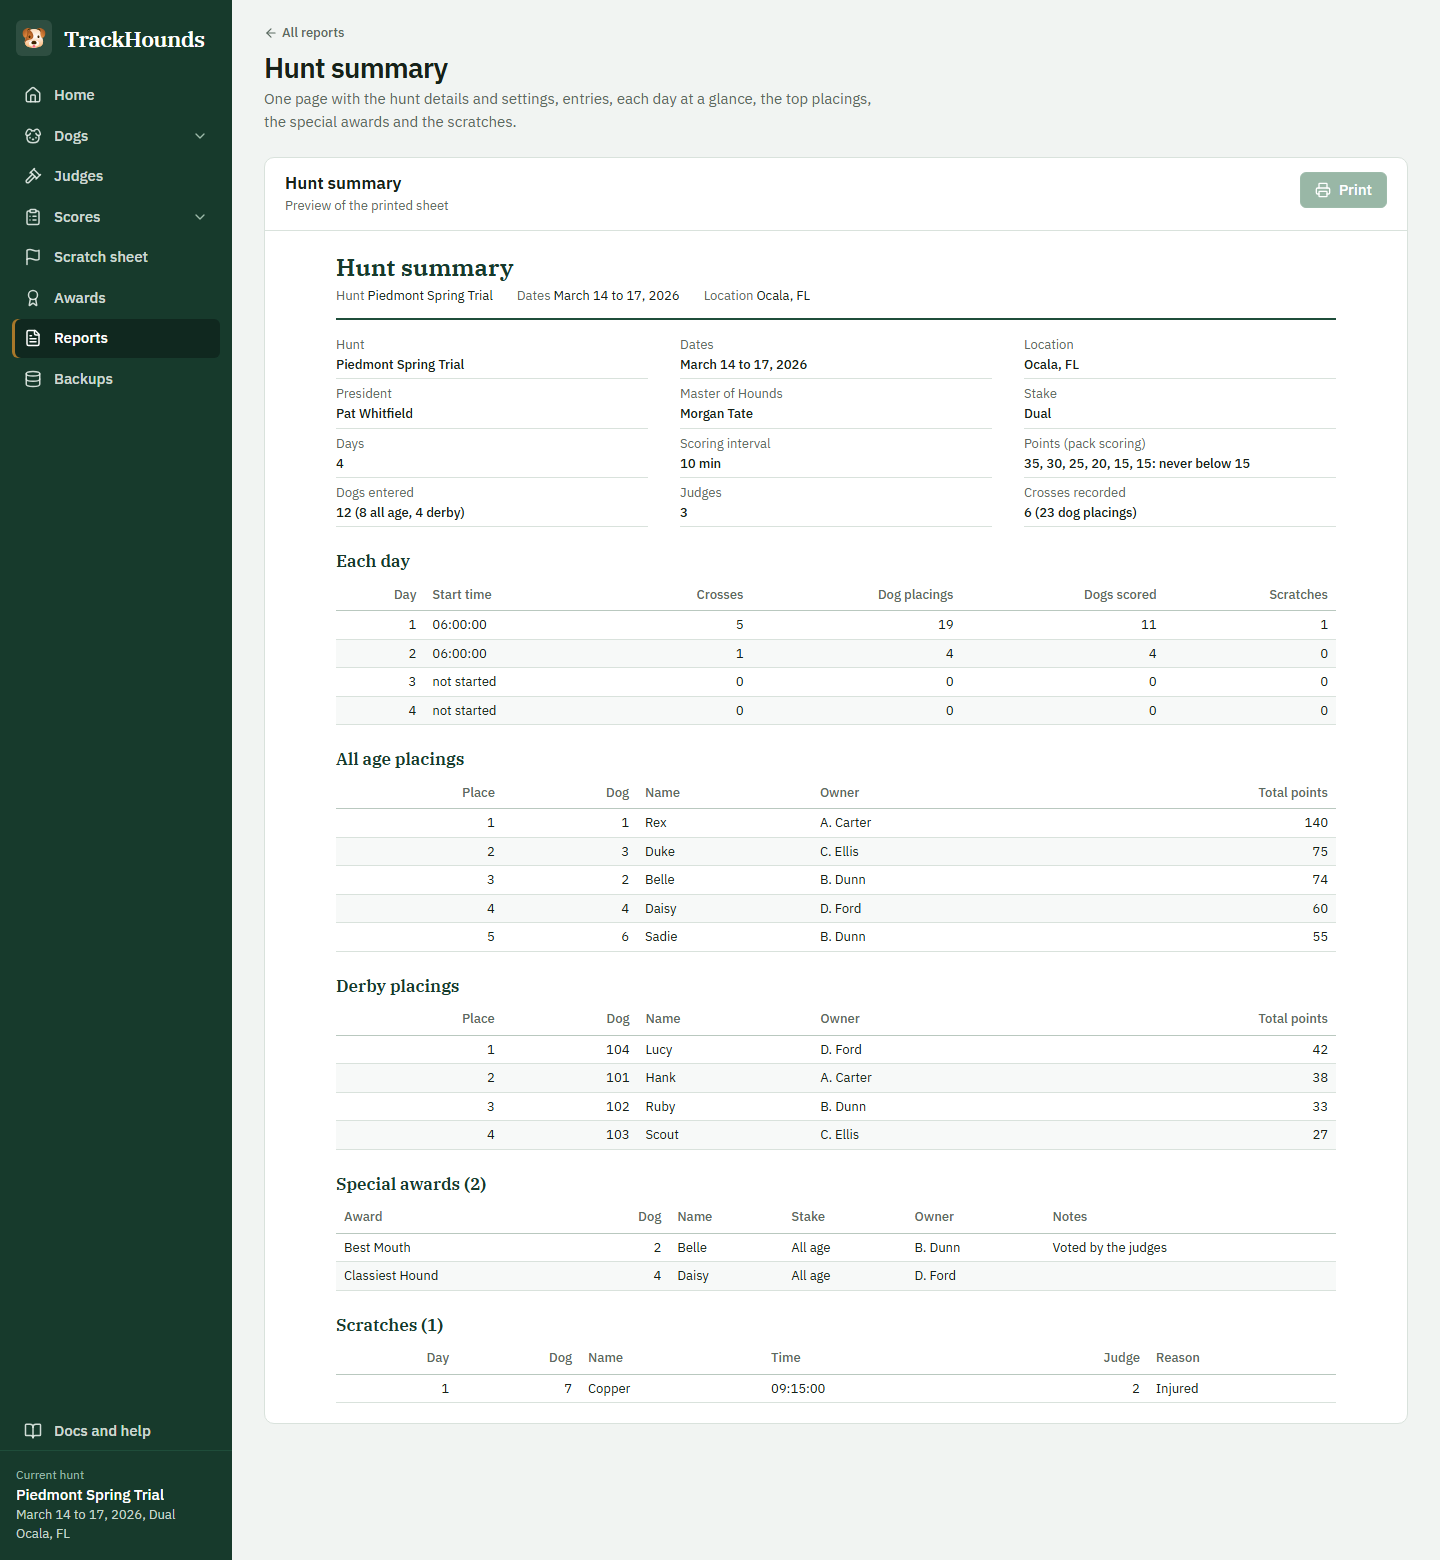 TrackHounds
Home
Dogs
Judges
Scores
Scratch sheet
Awards
Reports
Backups
Docs and help
Current hunt
Piedmont Spring Trial
March 14 to 17, 2026, Dual
Ocala, FL
All reports
Hunt summary
One page with the hunt details and settings, entries, each day at a glance, the top placings,
the special awards and the scratches.
Hunt summary
Preview of the printed sheet
Print
Hunt summary
Hunt Piedmont Spring Trial Dates March 14 to 17, 2026 Location Ocala, FL
Hunt Dates Location
Piedmont Spring Trial March 14 to 17, 2026 Ocala, FL
President Master of Hounds Stake
Pat Whitfield Morgan Tate Dual
Days Scoring interval Points (pack scoring)
4 10 min 35, 30, 25, 20, 15, 15: never below 15
Dogs entered Judges Crosses recorded
12 (8 all age, 4 derby) 3 6 (23 dog placings)
Each day
Day Start time Crosses Dog placings Dogs scored Scratches
1 06:00:00 5 19 11 1
2 06:00:00 1 4 4 0
3 not started 0 0 0 0
4 not started 0 0 0 0
All age placings
Place Dog Name Owner Total points
1 1 Rex A. Carter 140
2 3 Duke C. Ellis 75
3 2 Belle B. Dunn 74
4 4 Daisy D. Ford 60
5 6 Sadie B. Dunn 55
Derby placings
Place Dog Name Owner Total points
1 104 Lucy D. Ford 42
2 101 Hank A. Carter 38
3 102 Ruby B. Dunn 33
4 103 Scout C. Ellis 27
Special awards (2)
Award Dog Name Stake Owner Notes
Best Mouth 2 Belle All age B. Dunn Voted by the judges
Classiest Hound 4 Daisy All age D. Ford
Scratches (1)
Day Dog Name Time Judge Reason
1 7 Copper 09:15:00 2 Injured